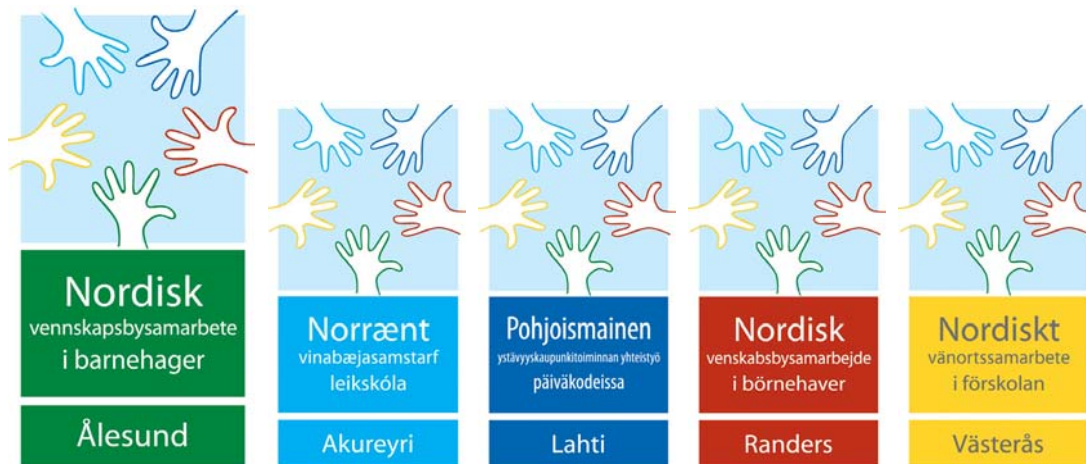 Nordisk
vennskapsbysamarbete
i barnehager
Ålesund
Norrænt
vinabæjasamstarf
leikskóla
Akureyri
Pohjoismainen
ystävyyskaupunkitoiminnan yhteistyö
päiväkodeissa
Lahti
Nordisk
venskabsbysamarbejde
i börnehaver
Randers
Nordiskt
vänortssamarbete
i förskolan
Västerås